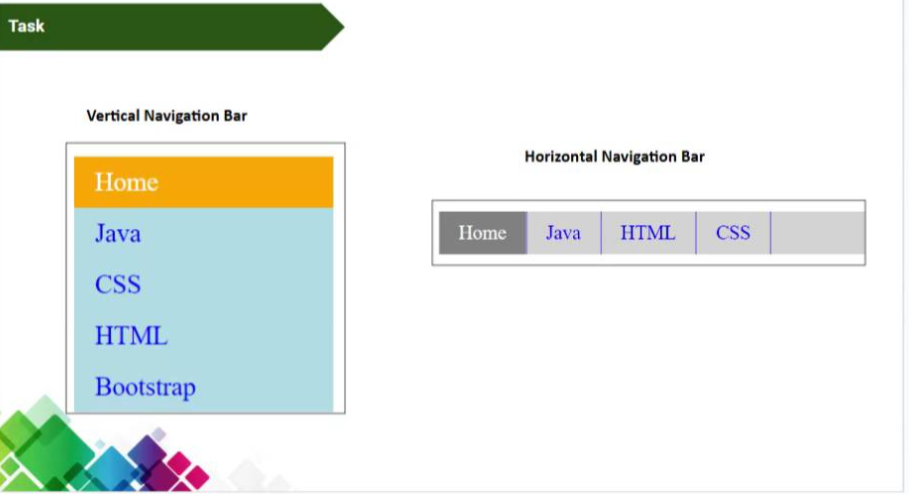 Task
Vertical Navigation Bar
Home
Java
CSS
HTML
Bootstrap
Horizontal Navigation Bar
Home Java HTML CSS